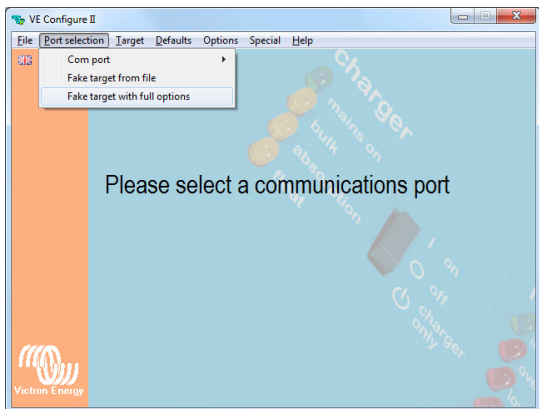 VE Configure II
File Port selection Target Defaults Options Special Help
Com port
Fake target from file
Fake target with full options
charger
mains on
bulk
absorption
float
Please select a communications port
I on
O off
charger only
Victron Energy